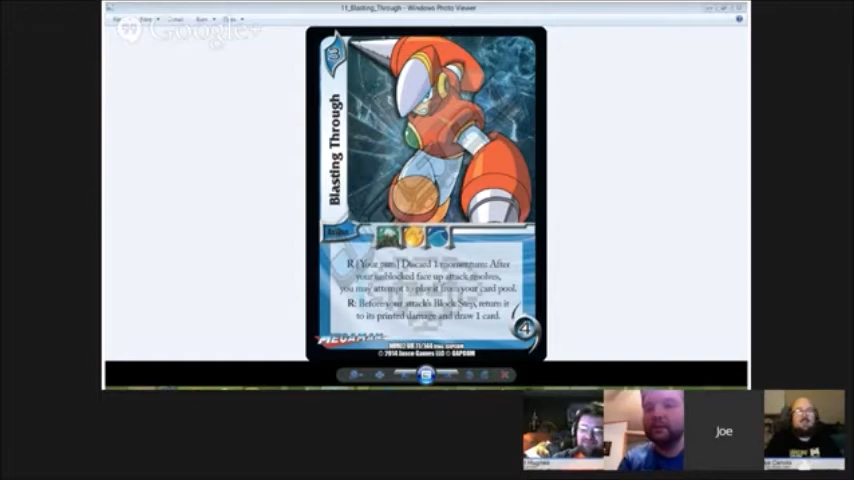 11_Blasting_Through - Windows Photo Viewer
Google+
3
Blasting Through
R [Your turn] Discard 1 momentum: After
your unblocked face up attack resolves,
you may attempt to play it from your card pool.
R: Before your attack's Block Step, return it
to its printed damage and draw 1 card.
4
MEGAMAN
© 2014 Jasco Games LLC © CAPCOM
Joe
Hughes